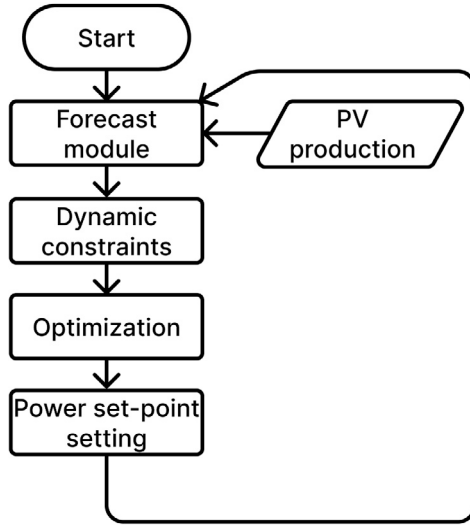 Start
Forecast
module
PV
production
Dynamic
constraints
Optimization
Power set-point
setting